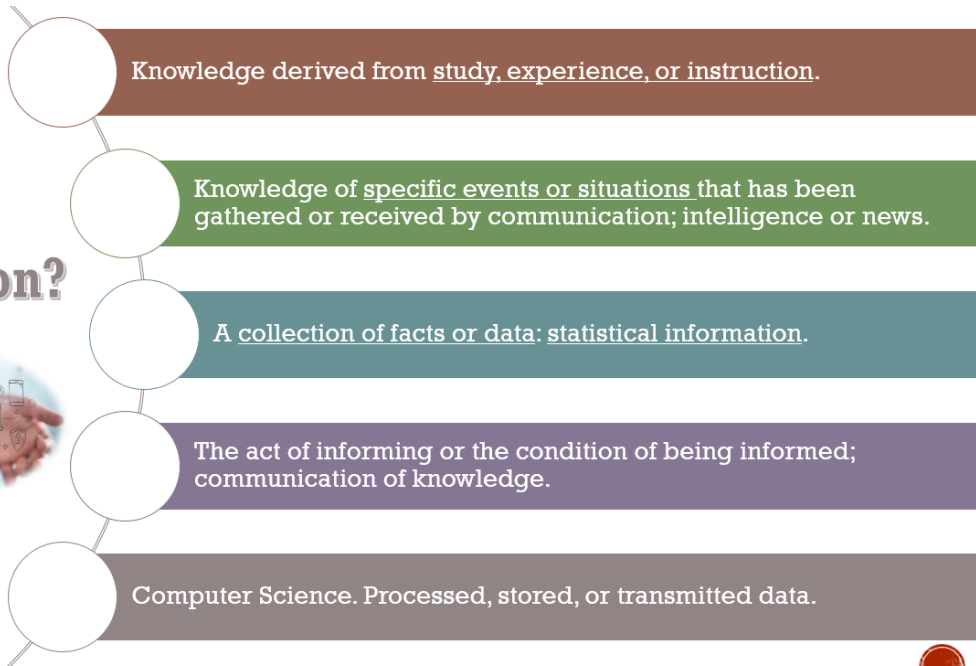 Knowledge derived from study, experience, or instruction.
Knowledge of specific events or situations that has been
gathered or received by communication; intelligence or news.
on?
A collection of facts or data: statistical information.
The act of informing or the condition of being informed;
communication of knowledge.
Computer Science. Processed, stored, or transmitted data.